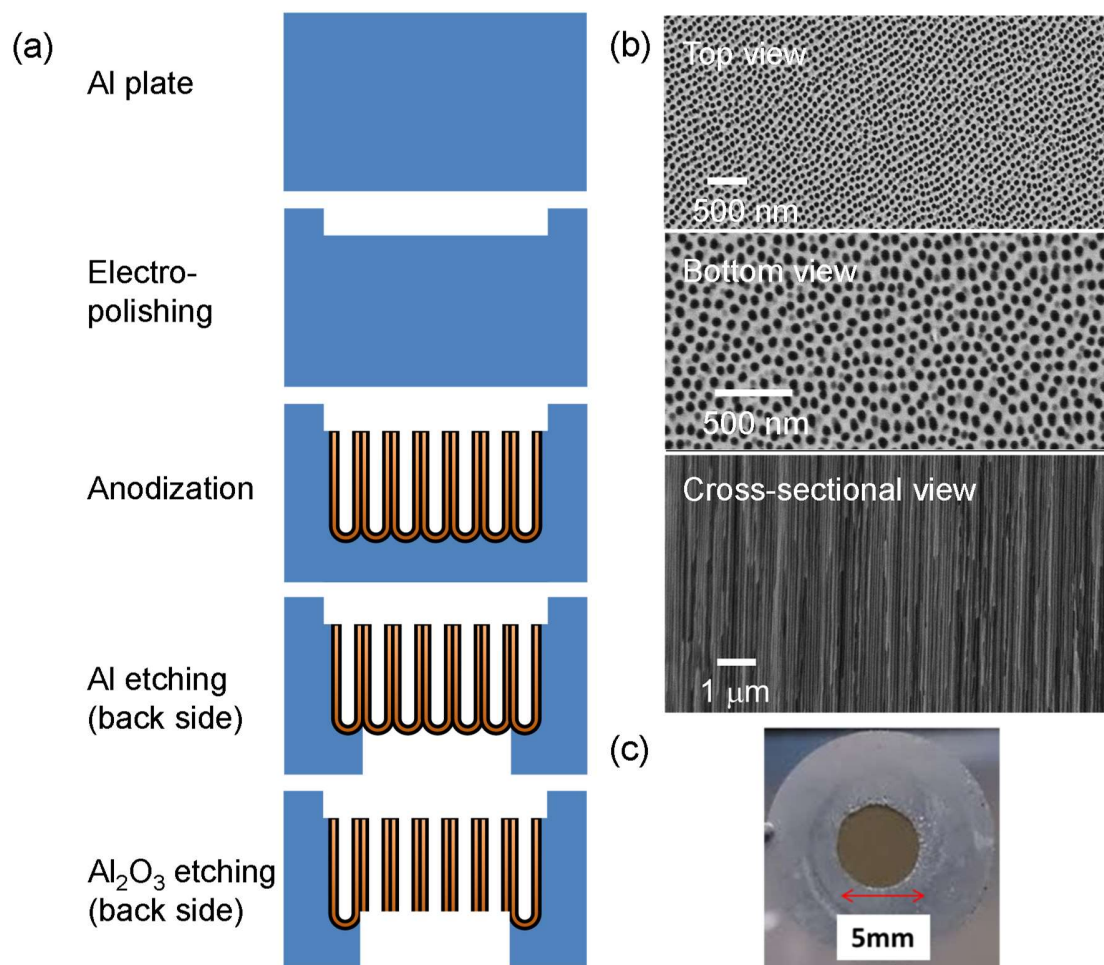 (a)
Al plate
Electro-
polishing
Anodization
Al etching
(back side)
Al₂O₃ etching
(back side)
(b)
Top view
500 nm
Bottom view
500 nm
Cross-sectional view
1 μm
(c)
5mm